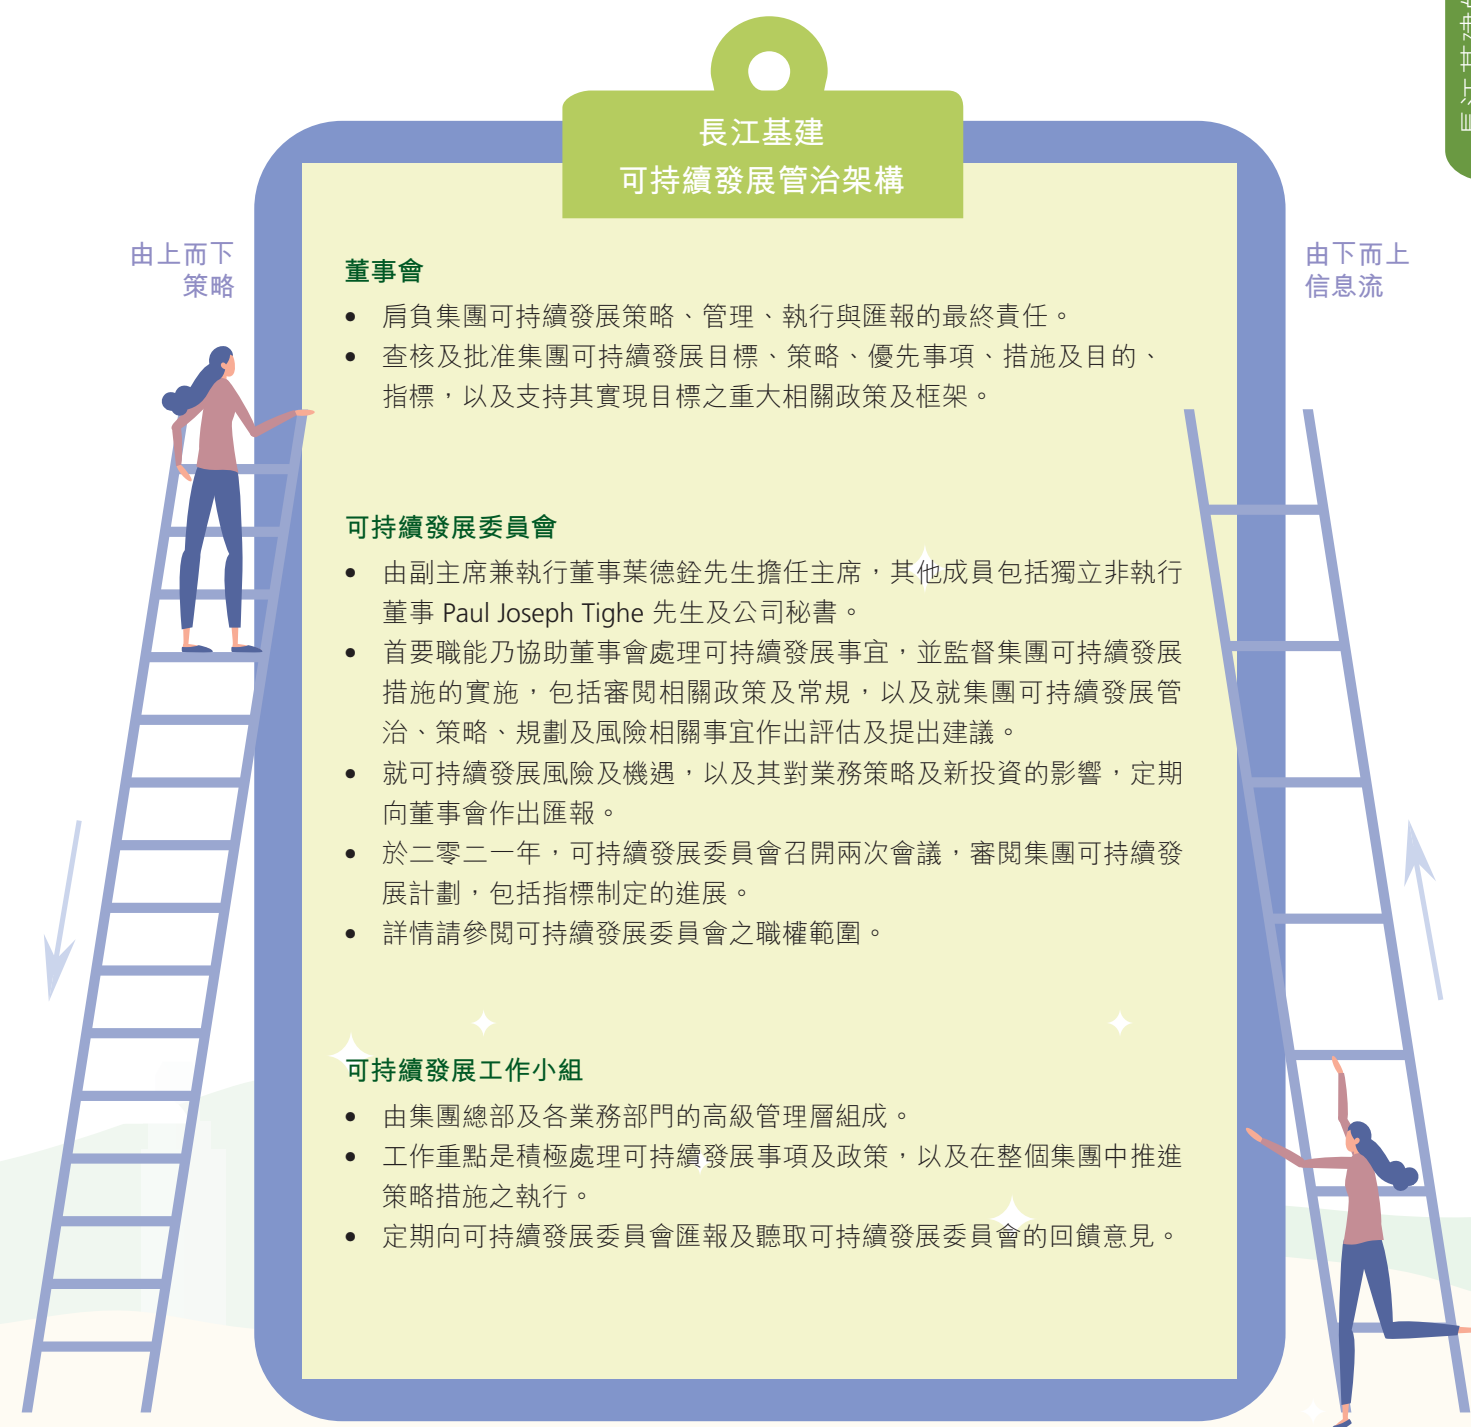 長江基建
可持續發展管治架構
由上而下
策略
由下而上
信息流
董事會
• 肩負集團可持續發展策略、管理、執行與匯報的最終責任。
• 查核及批准集團可持續發展目標、策略、優先事項、措施及目的、
指標，以及支持其實現目標之重大相關政策及框架。
可持續發展委員會
• 由副主席兼執行董事葉德銓先生擔任主席，其他成員包括獨立非執行
董事 Paul Joseph Tighe 先生及公司秘書。
• 首要職能乃協助董事會處理可持續發展事宜，並監督集團可持續發展
措施的實施，包括審閱相關政策及常規，以及就集團可持續發展管
治、策略、規劃及風險相關事宜作出評估及提出建議。
• 就可持續發展風險及機遇，以及其對業務策略及新投資的影響，定期
向董事會作出匯報。
• 於二零二一年，可持續發展委員會召開兩次會議，審閱集團可持續發
展計劃，包括指標制定的進展。
• 詳情請參閱可持續發展委員會之職權範圍。
可持續發展工作小組
• 由集團總部及各業務部門的高級管理層組成。
• 工作重點是積極處理可持續發展事項及政策，以及在整個集團中推進
策略措施之執行。
• 定期向可持續發展委員會匯報及聽取可持續發展委員會的回饋意見。